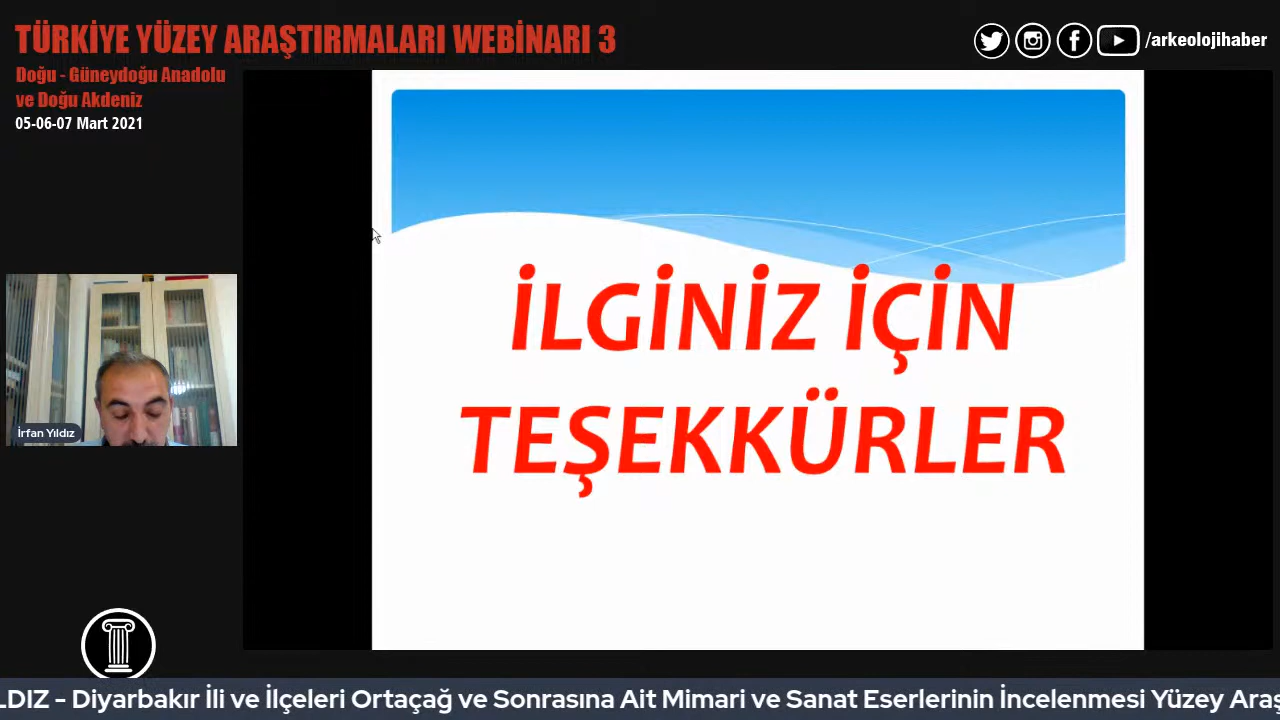 TÜRKİYE YÜZEY ARAŞTIRMALARI WEBİNARI 3
Doğu - Güneydoğu Anadolu
ve Doğu Akdeniz
05-06-07 Mart 2021
/arkeolojihaber
İLGİNİZ İÇİN
TEŞEKKÜRLER
İrfan Yıldız
LDIZ – Diyarbakır İli ve İlçeleri Ortaçağ ve Sonrasına Ait Mimari ve Sanat Eserlerinin İncelenmesi Yüzey Araş